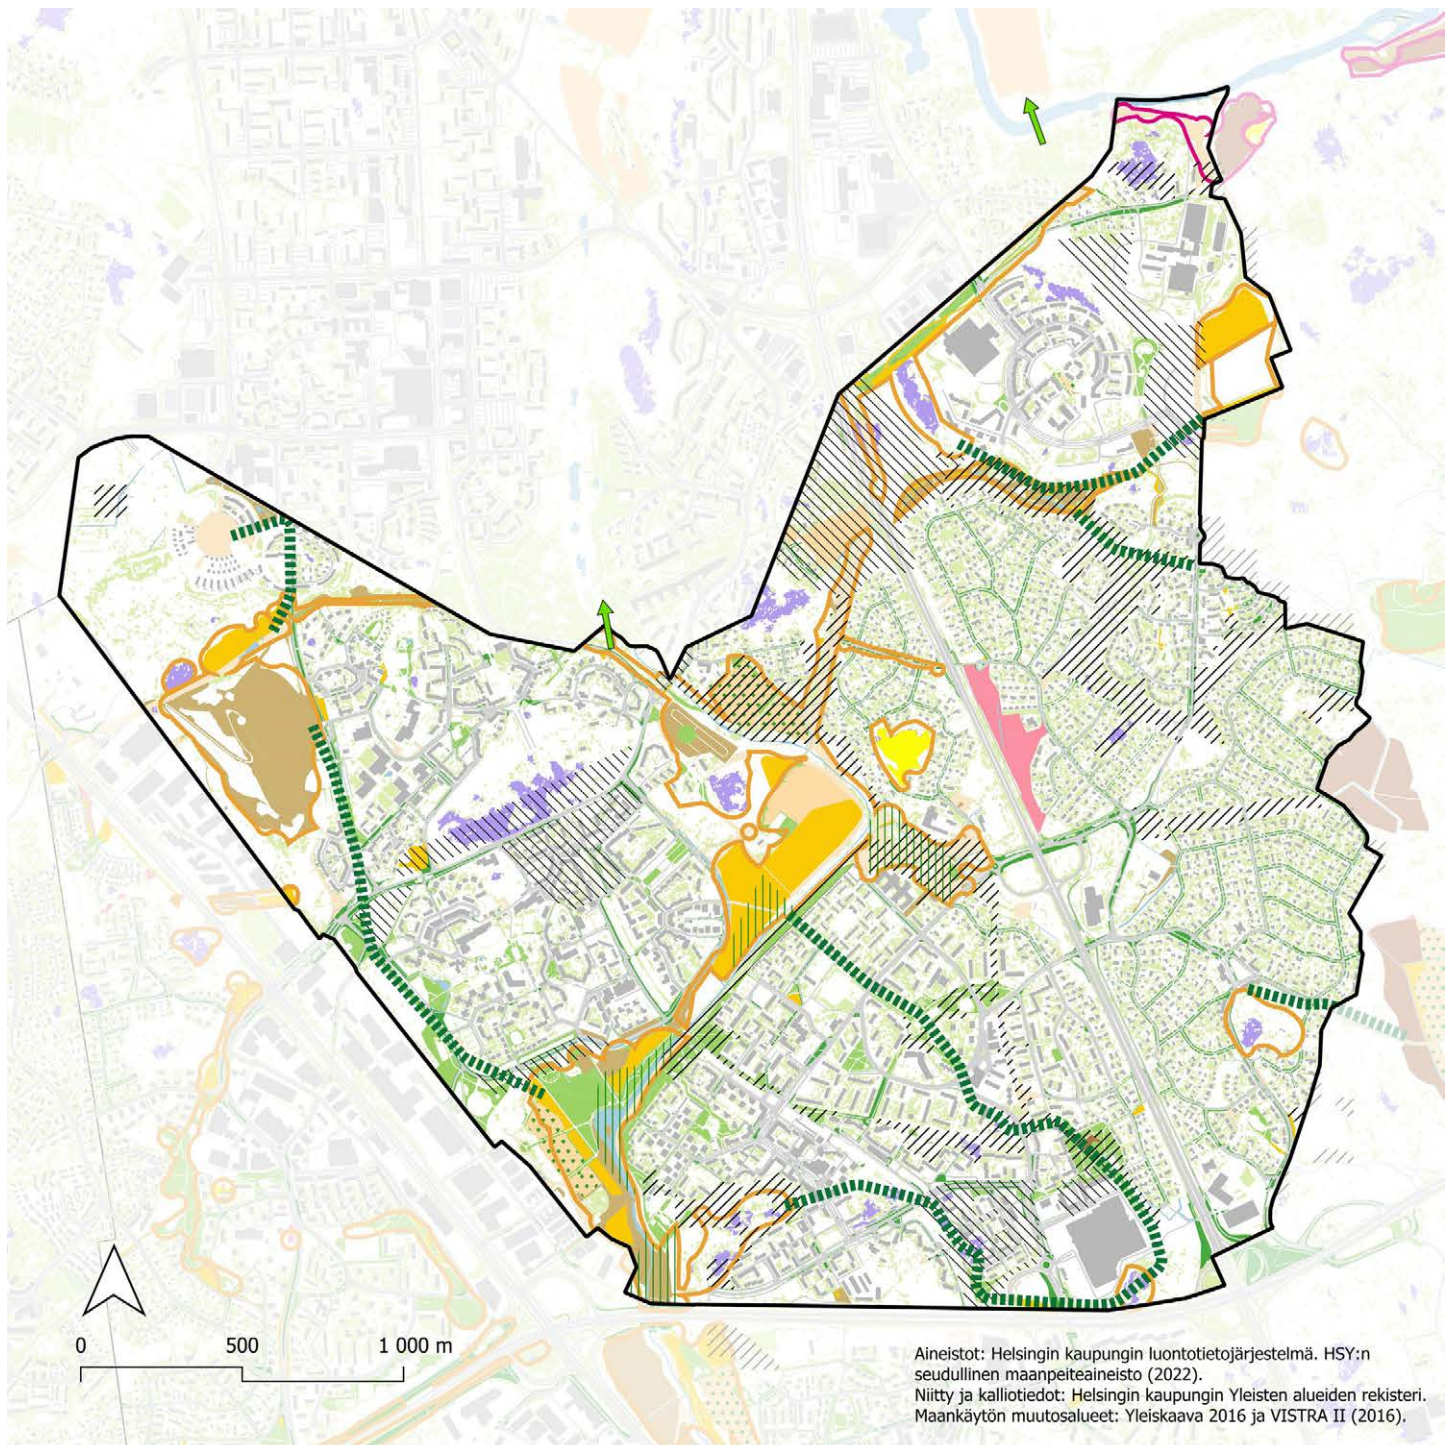 0 500 1 000 m
Aineistot: Helsingin kaupungin luontotietojärjestelmä. HSY:n
seudullinen maanpeiteaineisto (2022).
Niitty ja kalliotiedot: Helsingin kaupungin Yleisten alueiden rekisteri.
Maankäytön muutosalueet: Yleiskaava 2016 ja VISTRA II (2016).